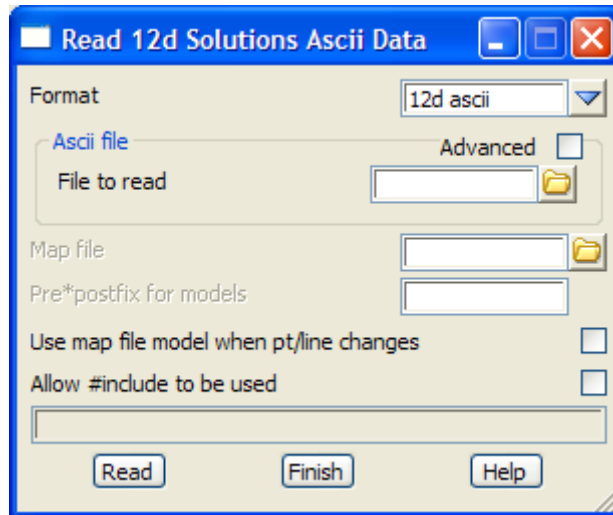 Read 12d Solutions Ascii Data
Format 12d ascii
Ascii file Advanced
File to read
Map file
Pre*postfix for models
Use map file model when pt/line changes
Allow #include to be used
Read Finish Help